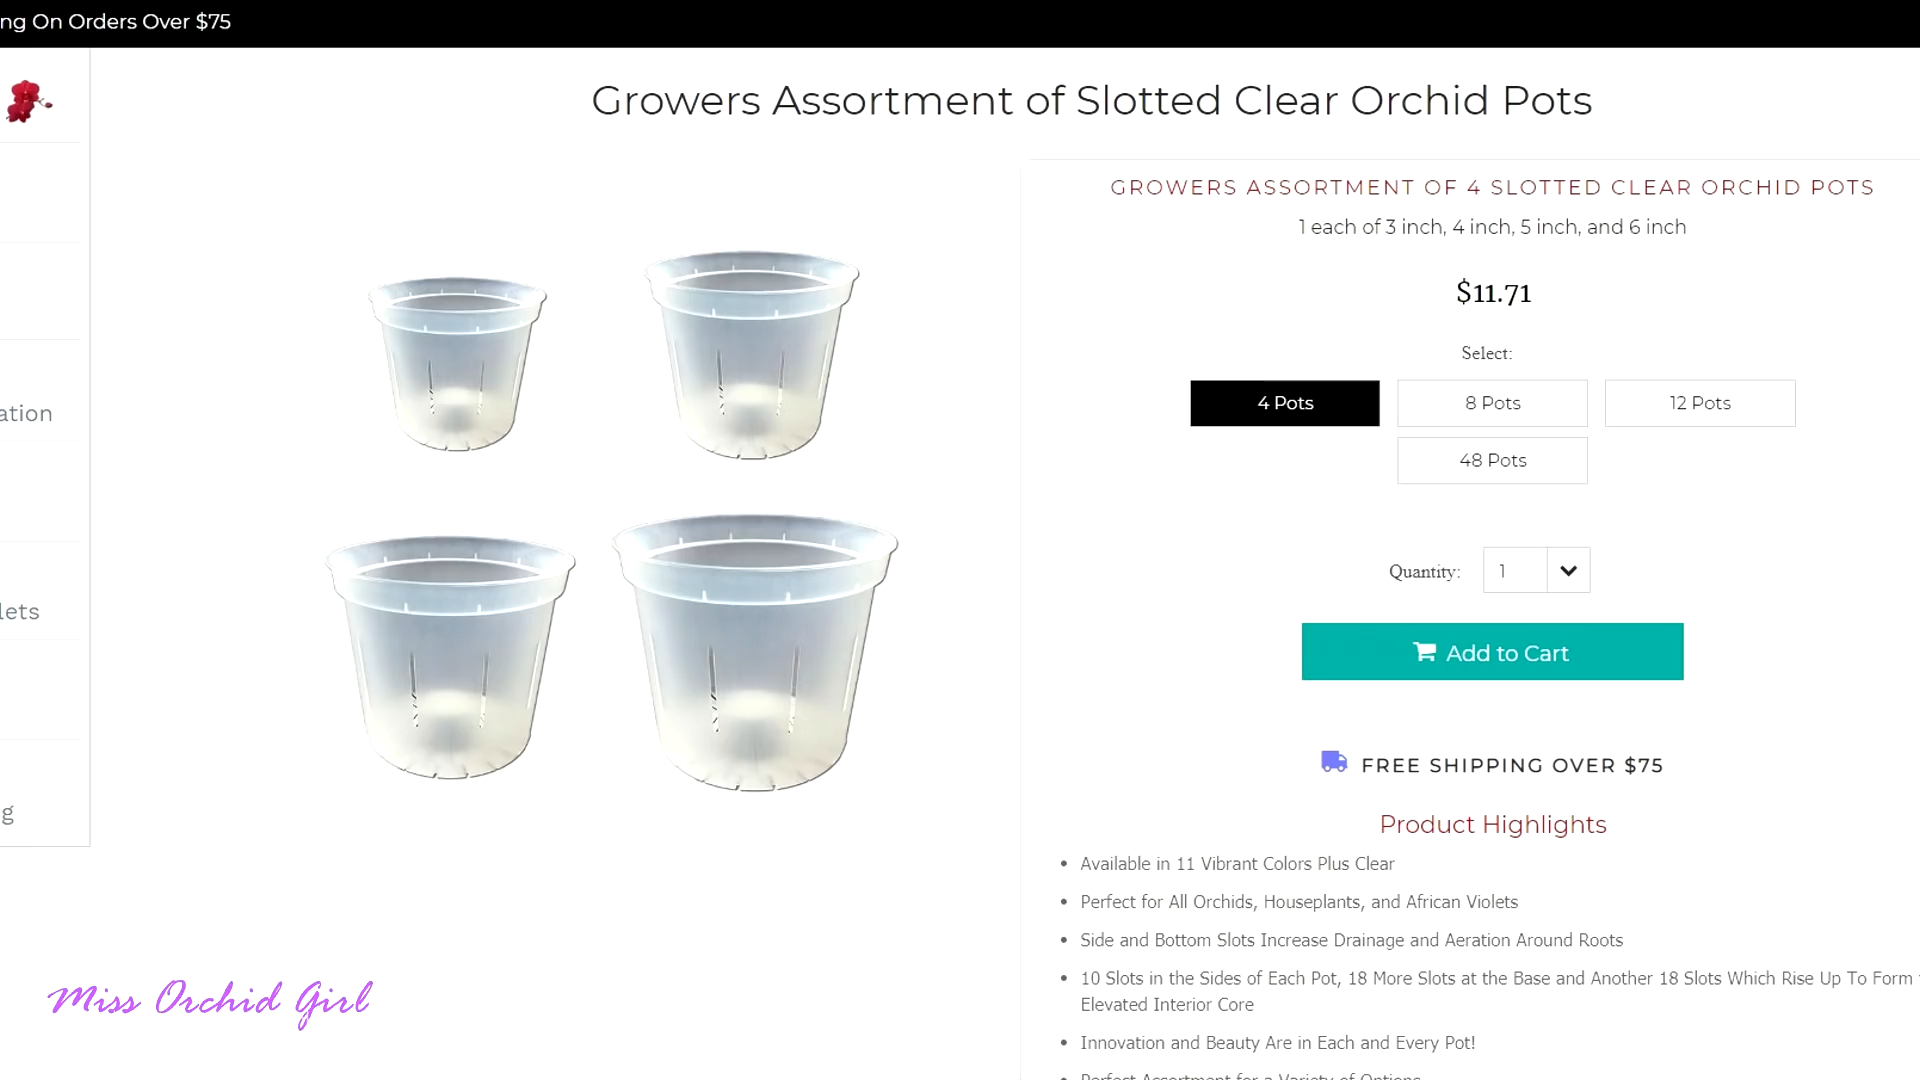 ng On Orders Over $75
Growers Assortment of Slotted Clear Orchid Pots
GROWERS ASSORTMENT OF 4 SLOTTED CLEAR ORCHID POTS
1 each of 3 inch, 4 inch, 5 inch, and 6 inch
$11.71
Select:
4 Pots
8 Pots
12 Pots
48 Pots
ation
Quantity:
1
lets
Add to Cart
FREE SHIPPING OVER $75
g
Product Highlights
• Available in 11 Vibrant Colors Plus Clear
• Perfect for All Orchids, Houseplants, and African Violets
• Side and Bottom Slots Increase Drainage and Aeration Around Roots
• 10 Slots in the Sides of Each Pot, 18 More Slots at the Base and Another 18 Slots Which Rise Up To Form
Elevated Interior Core
• Innovation and Beauty Are in Each and Every Pot!
• Perfect Assortment for a Variety of Options
Miss Orchid Girl